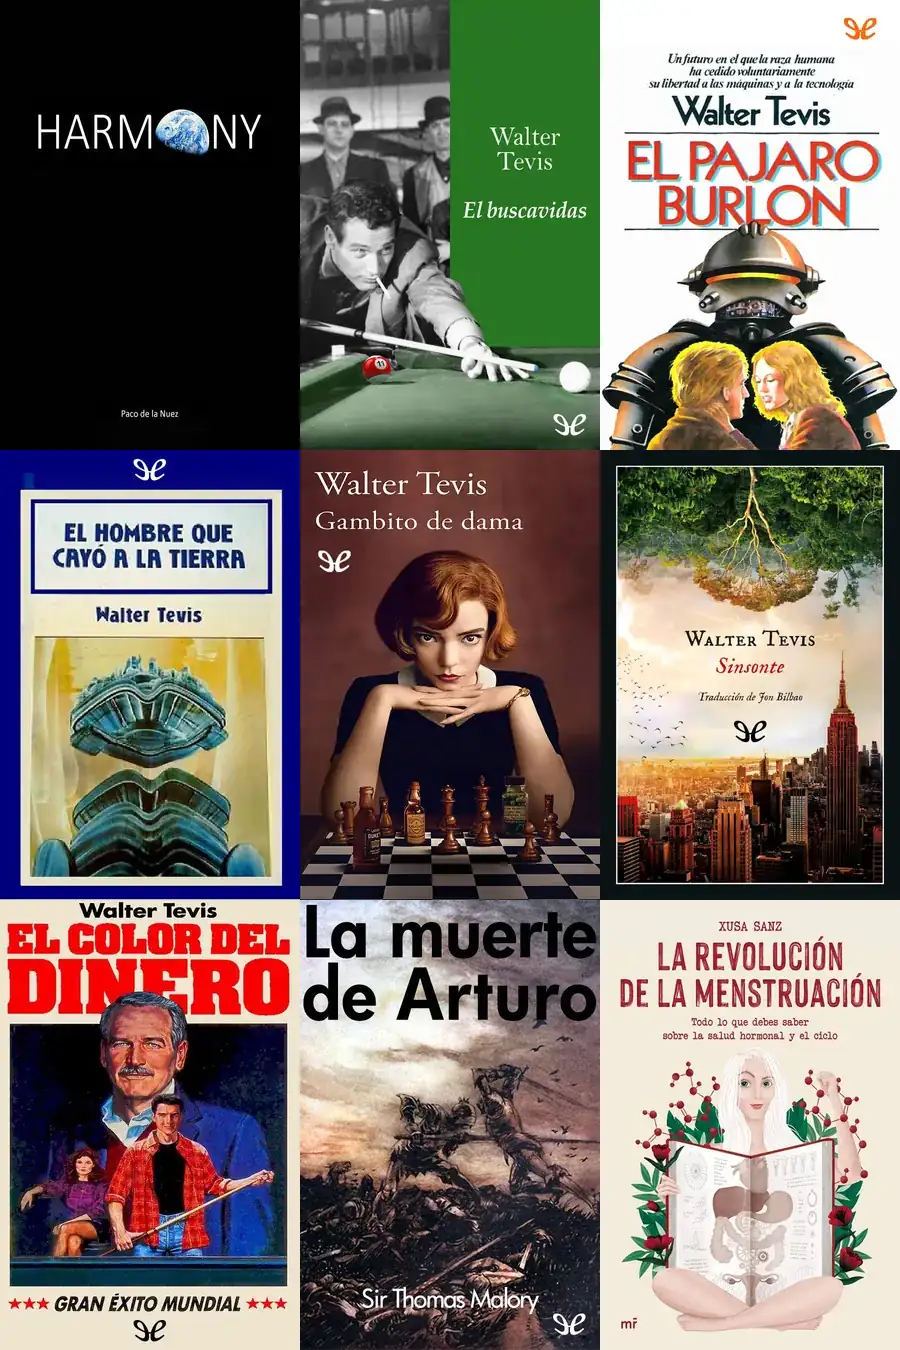 HARMONY
Paco de la Nuez
Walter
Tevis
El buscavidas
11
Un futuro en el que la raza humana
ha cedido voluntariamente
su libertad a las máquinas y a la tecnología
Walter Tevis
EL PAJARO
BURLON
EL HOMBRE QUE
CAYÓ A LA TIERRA
Walter Tevis
Walter Tevis
Gambito de dama
WALTER TEVIS
Sinsonte
Traducción de Jon Bilbao
Walter Tevis
EL COLOR DEL
DINERO
GRAN ÉXITO MUNDIAL
La muerte
de Arturo
Sir Thomas Malory
XUSA SANZ
LA REVOLUCIÓN
DE LA MENSTRUACIÓN
Todo lo que debes saber
sobre la salud hormonal y el ciclo
mr